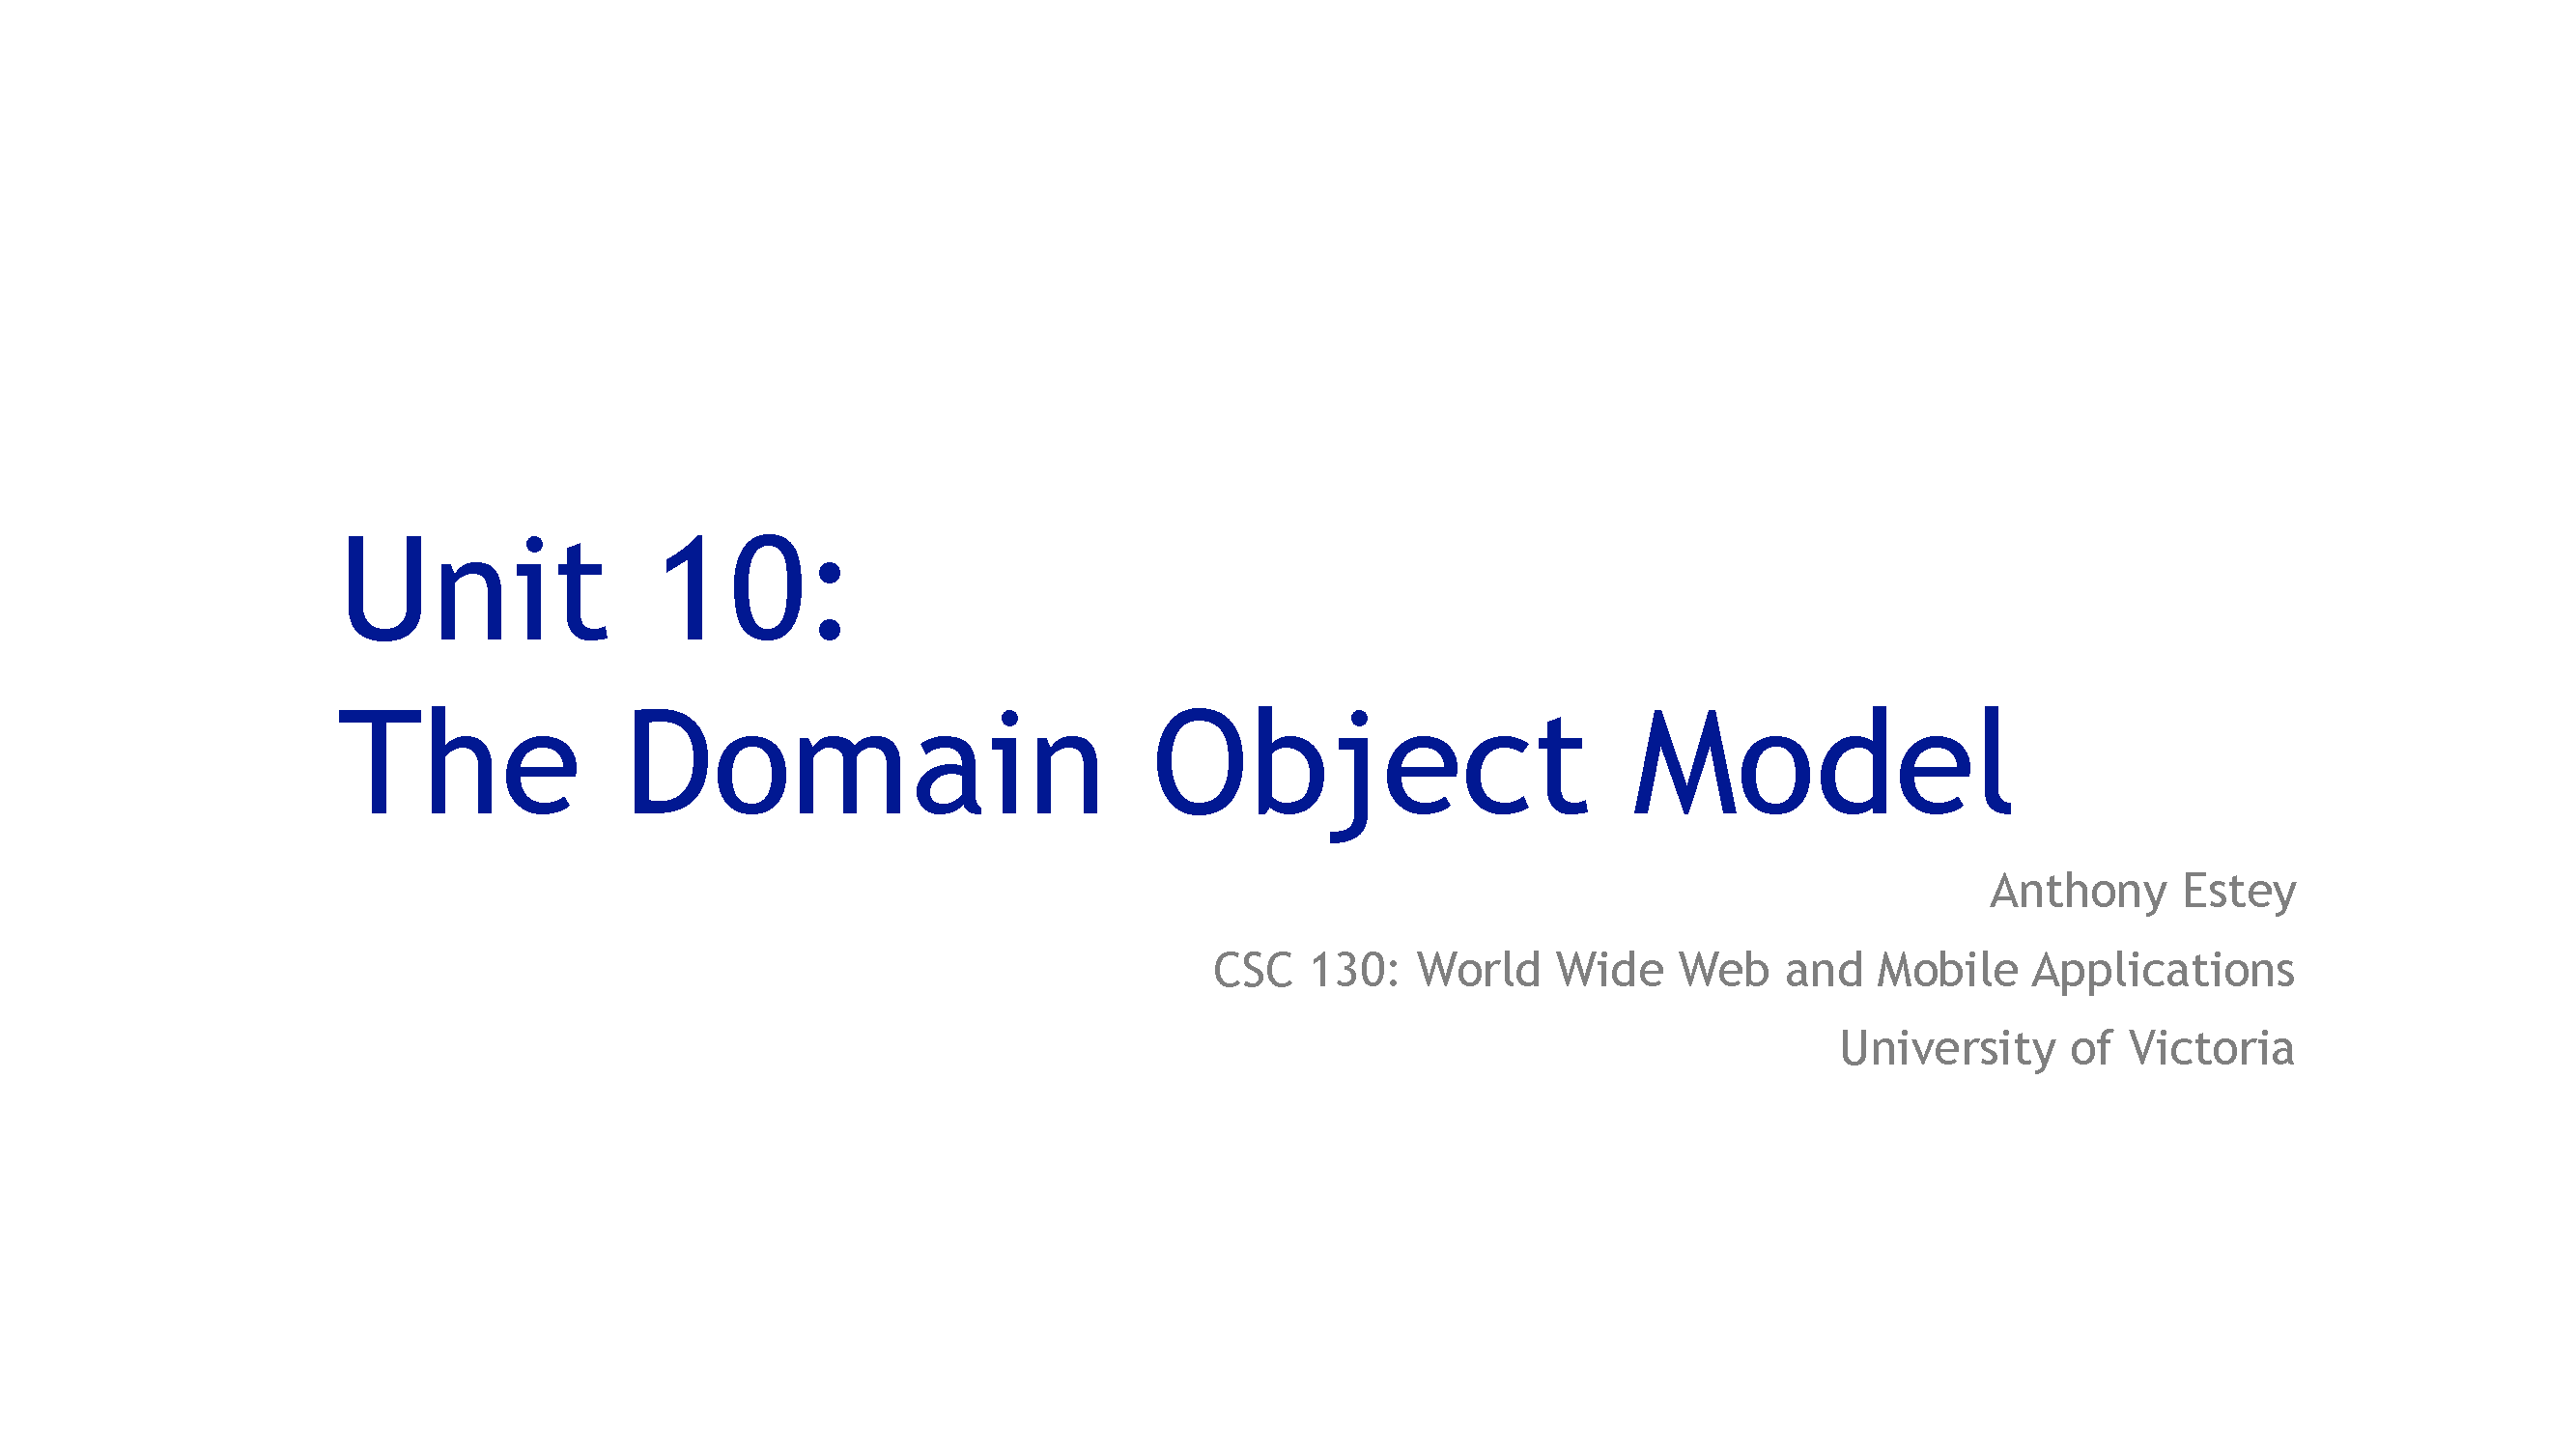 Unit 10:
The Domain Object Model
Anthony Estey
CSC 130: World Wide Web and Mobile Applications
University of Victoria